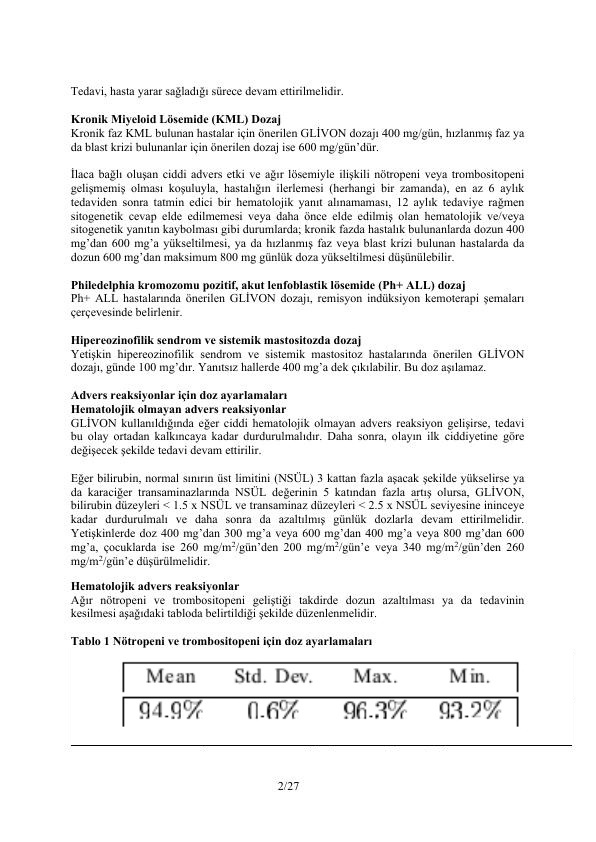 Tedavi, hasta yarar sağladığı sürece devam ettirilmelidir.
Kronik Miyeloid Lösemide (KML) Dozaj
Kronik faz KML bulunan hastalar için önerilen GLİVON dozajı 400 mg/gün, hızlanmış faz ya
da blast krizi bulunanlar için önerilen dozaj ise 600 mg/gün’dür.
İlaca bağlı oluşan ciddi advers etki ve ağır lösemiyle ilişkili nötropeni veya trombositopeni
gelişmemiş olması koşuluyla, hastalığın ilerlemesi (herhangi bir zamanda), en az 6 aylık
tedaviden sonra tatmin edici bir hematolojik yanıt alınamaması, 12 aylık tedaviye rağmen
sitogenetik cevap elde edilmemesi veya daha önce elde edilmiş olan hematolojik ve/veya
sitogenetik yanıtın kaybolması gibi durumlarda; kronik fazda hastalık bulunanlarda dozun 400
mg’dan 600 mg’a yükseltilmesi, ya da hızlanmış faz veya blast krizi bulunan hastalarda da
dozun 600 mg’dan maksimum 800 mg günlük doza yükseltilmesi düşünülebilir.
Philedelphia kromozomu pozitif, akut lenfoblastik lösemide (Ph+ ALL) dozaj
Ph+ ALL hastalarında önerilen GLİVON dozajı, remisyon indüksiyon kemoterapi şemaları
çerçevesinde belirlenir.
Hipereozinofilik sendrom ve sistemik mastositozda dozaj
Yetişkin hipereozinofilik sendrom ve sistemik mastositoz hastalarında önerilen GLİVON
dozajı, günde 100 mg’dır. Yanıtsız hallerde 400 mg’a dek çıkılabilir. Bu doz aşılamaz.
Advers reaksiyonlar için doz ayarlamaları
Hematolojik olmayan advers reaksiyonlar
GLİVON kullanıldığında eğer ciddi hematolojik olmayan advers reaksiyon gelişirse, tedavi
bu olay ortadan kalkıncaya kadar durdurulmalıdır. Daha sonra, olayın ilk ciddiyetine göre
değişecek şekilde tedavi devam ettirilir.
Eğer bilirubin, normal sınırın üst limitini (NSÜL) 3 kattan fazla aşacak şekilde yükselirse ya
da karaciğer transaminazlarında NSÜL değerinin 5 katından fazla artış olursa, GLİVON,
bilirubin düzeyleri < 1.5 x NSÜL ve transaminaz düzeyleri < 2.5 x NSÜL seviyesine ininceye
kadar durdurulmalı ve daha sonra da azaltılmış günlük dozlarla devam ettirilmelidir.
Yetişkinlerde doz 400 mg’dan 300 mg’a veya 600 mg’dan 400 mg’a veya 800 mg’dan 600
mg’a, çocuklarda ise 260 mg/m²/gün’den 200 mg/m²/gün’e veya 340 mg/m²/gün’den 260
mg/m²/gün’e düşürülmelidir.
Hematolojik advers reaksiyonlar
Ağır nötropeni ve trombositopeni geliştiği takdirde dozun azaltılması ya da tedavinin
kesilmesi aşağıdaki tabloda belirtildiği şekilde düzenlenmelidir.
Tablo 1 Nötropeni ve trombositopeni için doz ayarlamaları
Mean Std. Dev. Max. Min.
94.9% 0.6% 96.3% 93.2%
2/27